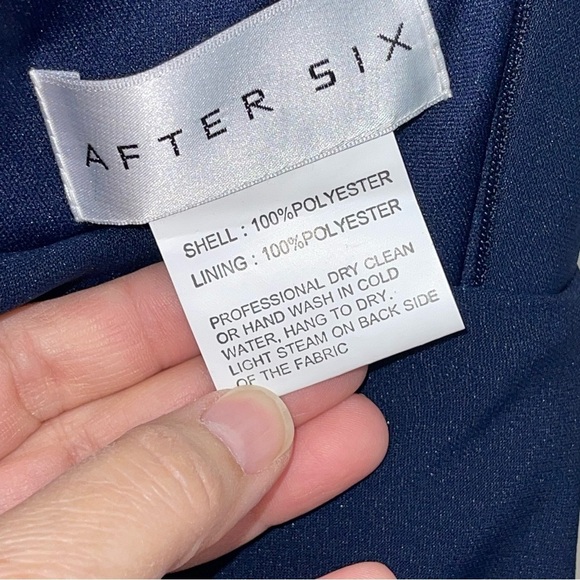 AFTER SIX
SHELL : 100%POLYESTER
LINING : 100%POLYESTER
PROFESSIONAL DRY CLEAN
OR HAND WASH IN COLD
WATER, HANG TO DRY.
LIGHT STEAM ON BACK SIDE
OF THE FABRIC